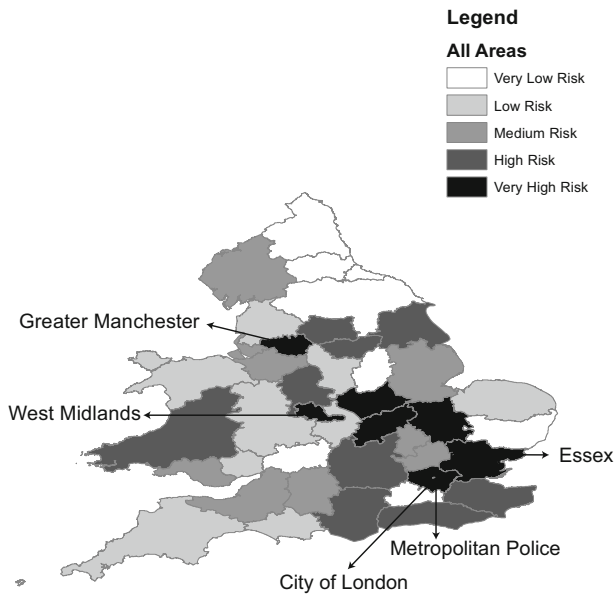 Legend
All Areas
Very Low Risk
Low Risk
Medium Risk
High Risk
Very High Risk
Greater Manchester
West Midlands
Essex
Metropolitan Police
City of London